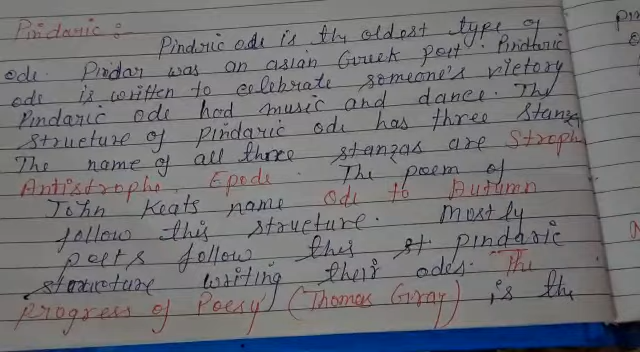 Pindaric :-
Pindaric ode is the oldest type of
ode. Pindar was an asian Greek poet. Pindaric
ode is written to celebrate someone's victory
Pindaric ode had music and dance. The
structure of pindaric ode has three stanza
The name of all three stanzas are Stroph
Antistrophe, Epode. The poem of
John Keats name Ode to Autumn
follow this structure. Mostly
poets follow this st. pindaric
structure writing their odes. The
Progress of Poesy (Thomas Gray) is the